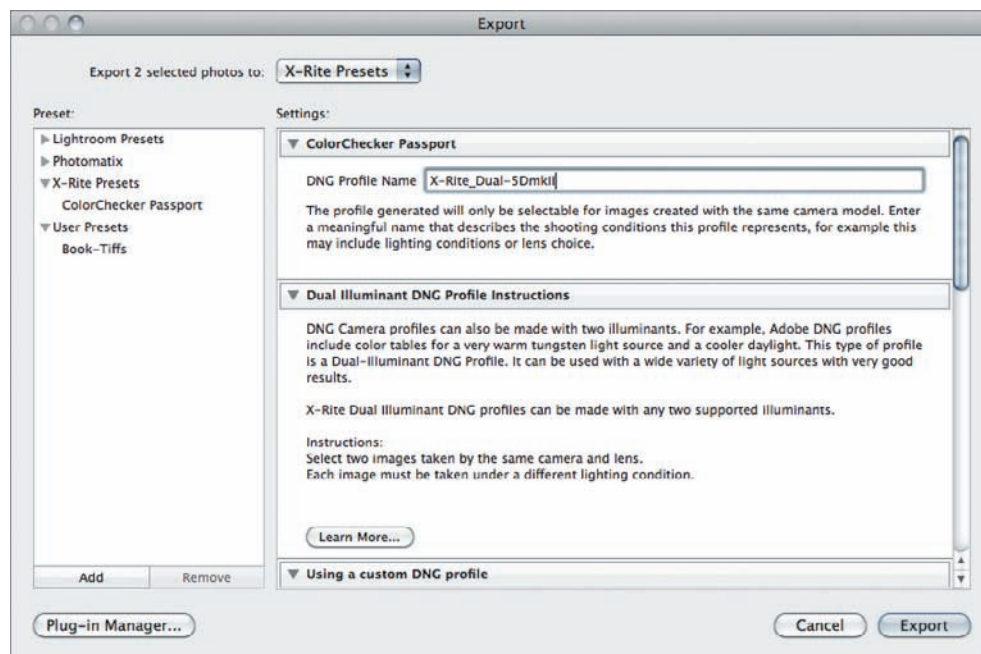 Export
Export 2 selected photos to: X-Rite Presets
Preset:
Lightroom Presets
Photomatix
X-Rite Presets
ColorChecker Passport
User Presets
Book-Tiffs
Add Remove
Settings:
ColorChecker Passport
DNG Profile Name X-Rite_Dual-5DmkII
The profile generated will only be selectable for images created with the same camera model. Enter
a meaningful name that describes the shooting conditions this profile represents, for example this
may include lighting conditions or lens choice.
Dual Illuminant DNG Profile Instructions
DNG Camera profiles can also be made with two illuminants. For example, Adobe DNG profiles
include color tables for a very warm tungsten light source and a cooler daylight. This type of profile
is a Dual-Illuminant DNG Profile. It can be used with a wide variety of light sources with very good
results.
X-Rite Dual Illuminant DNG profiles can be made with any two supported illuminants.
Instructions:
Select two images taken by the same camera and lens.
Each image must be taken under a different lighting condition.
Learn More...
Using a custom DNG profile
Plug-in Manager... Cancel Export